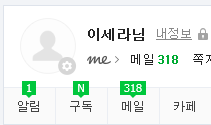 이세라님 내정보
me 메일 318 쪽지
1 N 318
알림 구독 메일 카페